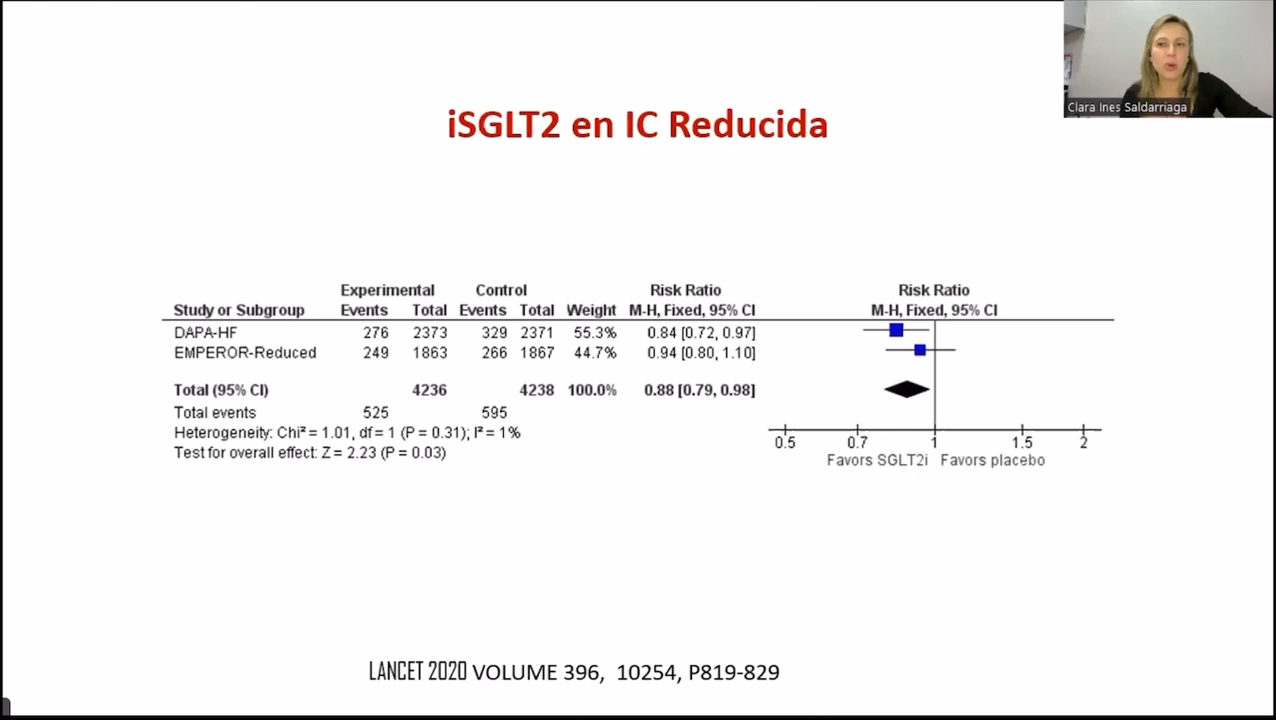 Clara Ines Saldarriaga
iSGLT2 en IC Reducida
Experimental Control Risk Ratio Risk Ratio
Study or Subgroup Events Total Events Total Weight M-H, Fixed, 95% CI M-H, Fixed, 95% CI
DAPA-HF 276 2373 329 2371 55.3% 0.84 [0.72, 0.97]
EMPEROR-Reduced 249 1863 266 1867 44.7% 0.94 [0.80, 1.10]
Total (95% CI) 4236 4238 100.0% 0.88 [0.79, 0.98]
Total events 525 595
Heterogeneity: Chi² = 1.01, df = 1 (P = 0.31); I² = 1%
Test for overall effect: Z = 2.23 (P = 0.03)
0.5 0.7 1 1.5 2
Favors SGLT2i Favors placebo
LANCET 2020 VOLUME 396, 10254, P819-829